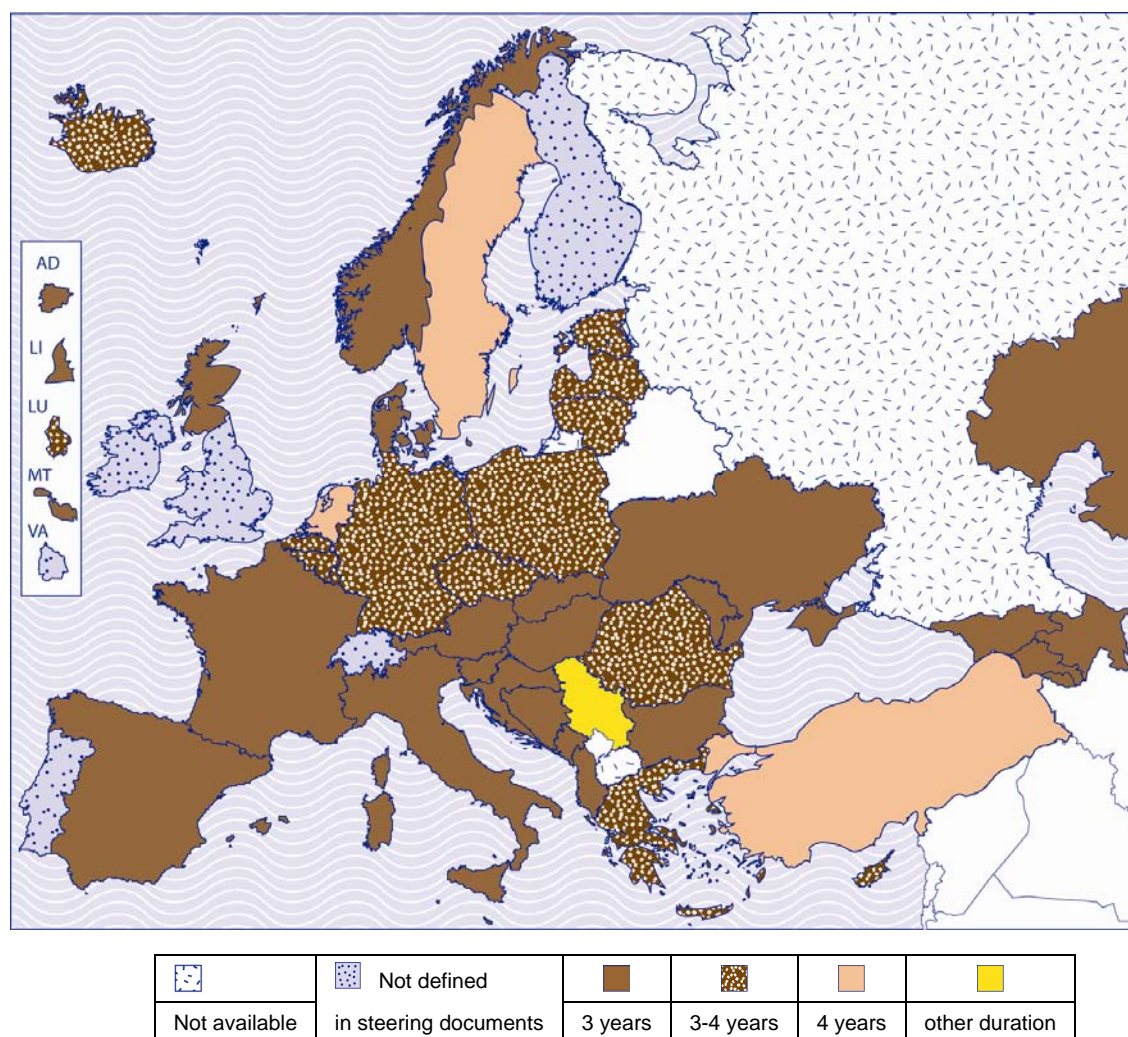 AD
LI
LU
MT
VA
Not defined
Not available in steering documents 3 years 3-4 years 4 years other duration